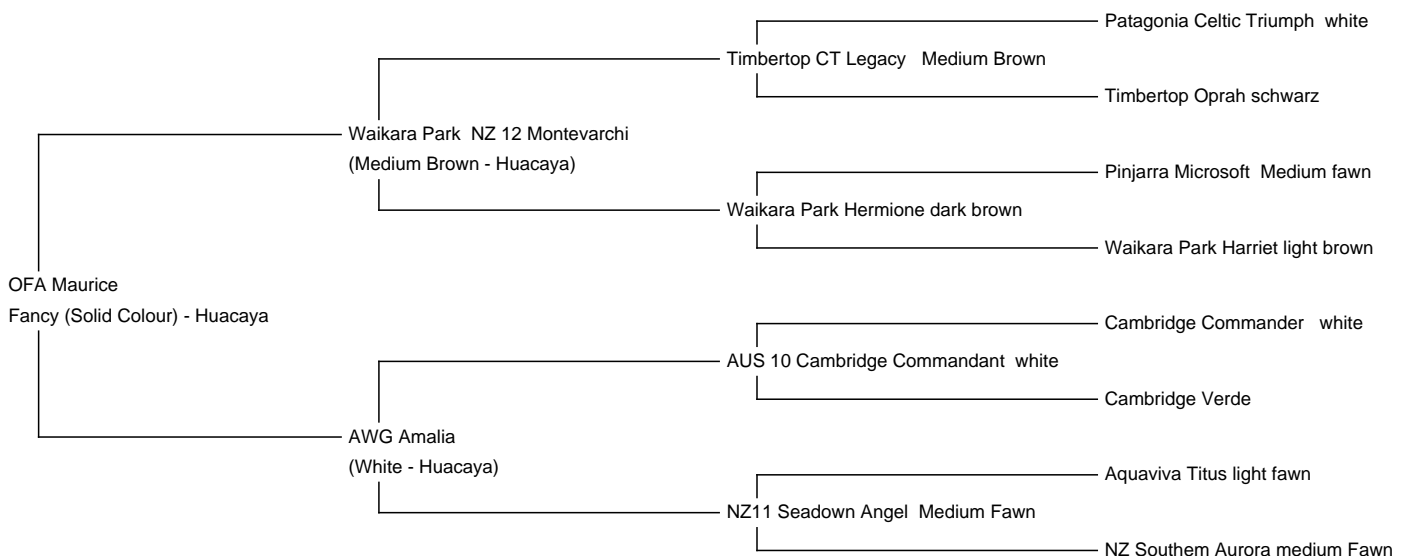 Patagonia Celtic Triumph  white
Timbertop CT Legacy   Medium Brown
Timbertop Oprah schwarz
Waikara Park  NZ 12 Montevarchi
(Medium Brown - Huacaya)
Pinjarra Microsoft  Medium fawn
Waikara Park Hermione dark brown
Waikara Park Harriet light brown
OFA Maurice
Fancy (Solid Colour) - Huacaya
Cambridge Commander   white
AUS 10 Cambridge Commandant  white
Cambridge Verde
AWG Amalia
(White - Huacaya)
Aquaviva Titus light fawn
NZ11 Seadown Angel  Medium Fawn
NZ Southem Aurora medium Fawn